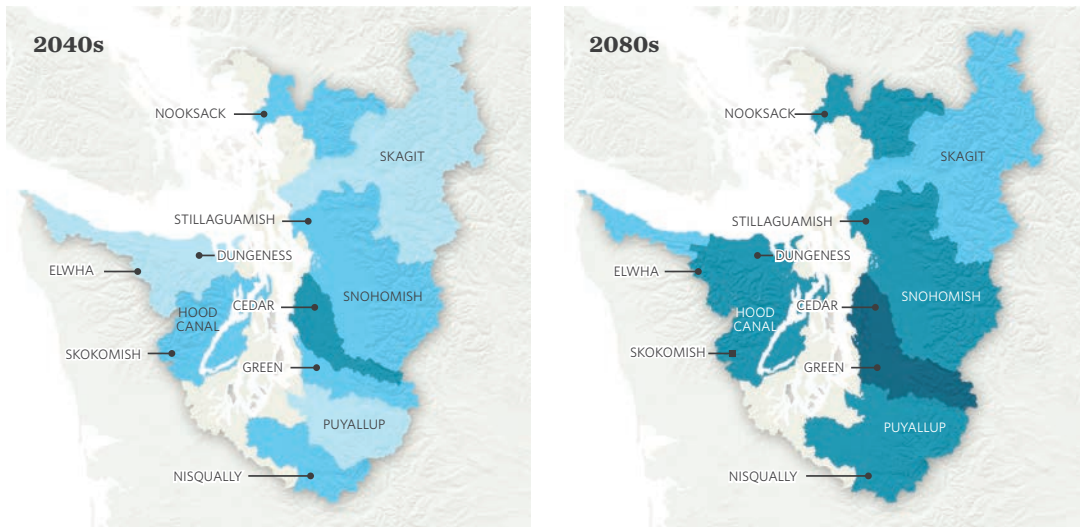 2040s
NOOKSACK
SKAGIT
STILLAGUAMISH
DUNGENESS
ELWHA
SNOHOMISH
CEDAR
HOOD
CANAL
SKOKOMISH
GREEN
PUYALLUP
NISQUALLY
2080s
NOOKSACK
SKAGIT
STILLAGUAMISH
DUNGENESS
ELWHA
SNOHOMISH
CEDAR
HOOD
CANAL
SKOKOMISH
GREEN
PUYALLUP
NISQUALLY